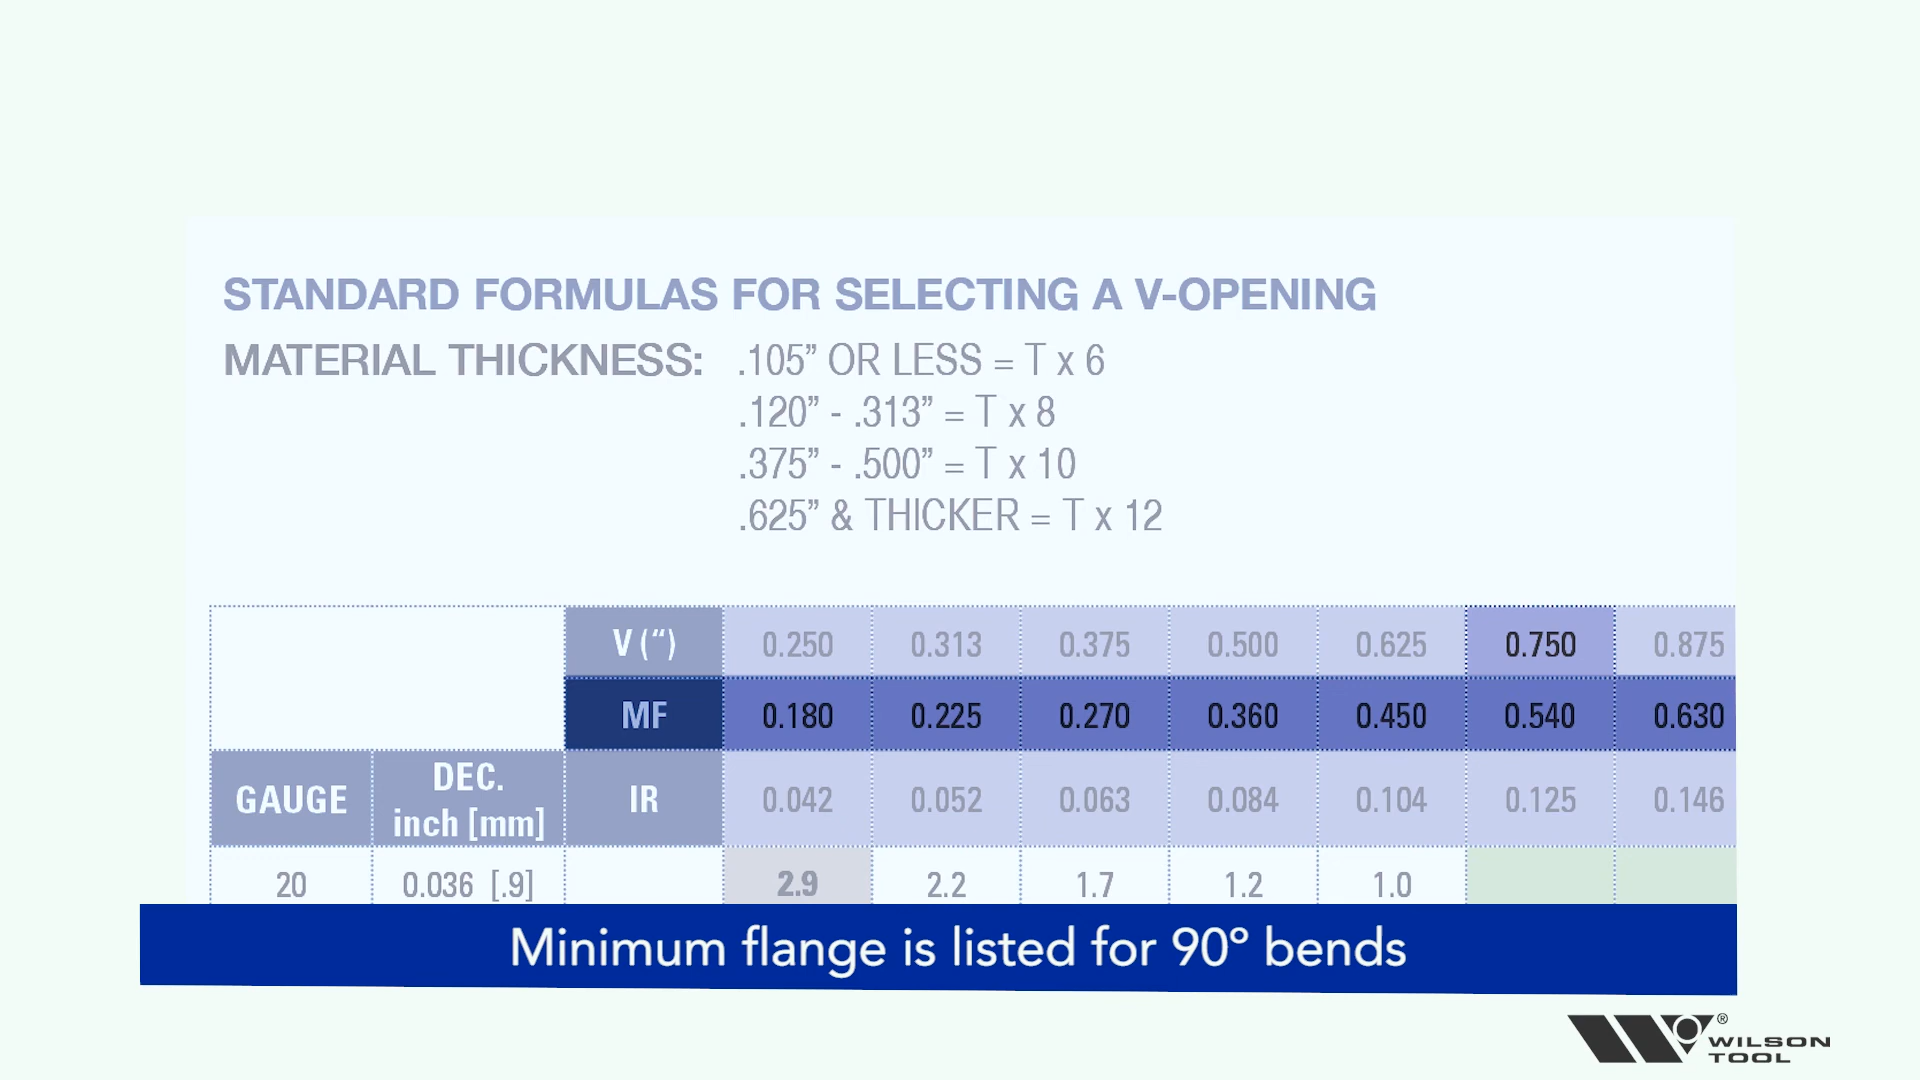 STANDARD FORMULAS FOR SELECTING A V-OPENING
MATERIAL THICKNESS: .105” OR LESS = T x 6
.120” - .313” = T x 8
.375” - .500” = T x 10
.625” & THICKER = T x 12
V (“) 0.250 0.313 0.375 0.500 0.625 0.750 0.875
MF 0.180 0.225 0.270 0.360 0.450 0.540 0.630
GAUGE DEC. inch [mm] IR 0.042 0.052 0.063 0.084 0.104 0.125 0.146
20 0.036 [.9] 2.9 2.2 1.7 1.2 1.0
Minimum flange is listed for 90º bends
® WILSON
TOOL